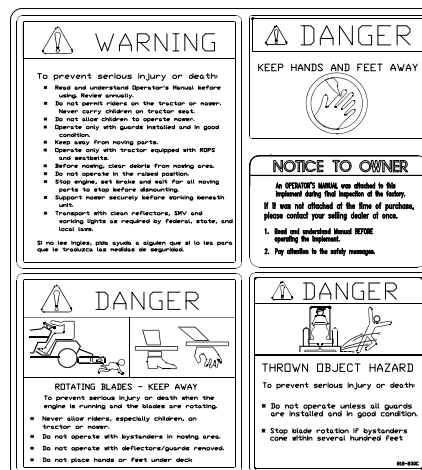 WARNING
To prevent serious injury or death:
Read and understand Operator's Manual before
using. Review annually.
Do not permit riders on the tractor or mower.
Never carry children on tractor seat.
Do not allow children to operate mower.
Operate only with guards installed and in good
condition.
Keep away from moving parts.
Operate only with tractor equipped with ROPS
and seatbelts.
Before mowing, clear debris from mowing area.
Do not operate in the raised position.
Stop engine, set brake and wait for all moving
parts to stop before dismounting.
Support mower securely before working beneath
unit.
Transport with clean reflectors, SMV and
working lights as required by federal, state, and
local laws.
Si no lee ingles, pida ayuda a alguien que si lo lea para
que le traduzca las medidas de seguridad.
DANGER
KEEP HANDS AND FEET AWAY
NOTICE TO OWNER
An OPERATOR'S MANUAL was attached to this
implement during final inspection at the factory.
If it was not attached at the time of purchase,
please contact your selling dealer at once.
1. Read and understand Manual BEFORE
operating the implement.
2. Pay attention to the safety messages.
DANGER
ROTATING BLADES - KEEP AWAY
To prevent serious injury or death when the
engine is running and the blades are rotating.
Never allow riders, especially children, on
tractor or mower.
Do not operate with bystanders in mowing area.
Do not operate with deflectors/guards removed.
Do not place hands or feet under deck
DANGER
THROWN OBJECT HAZARD
To prevent serious injury or death:
Do not operate unless all guards
are installed and in good condition.
Stop blade rotation if bystanders
come within several hundred feet
818-830C